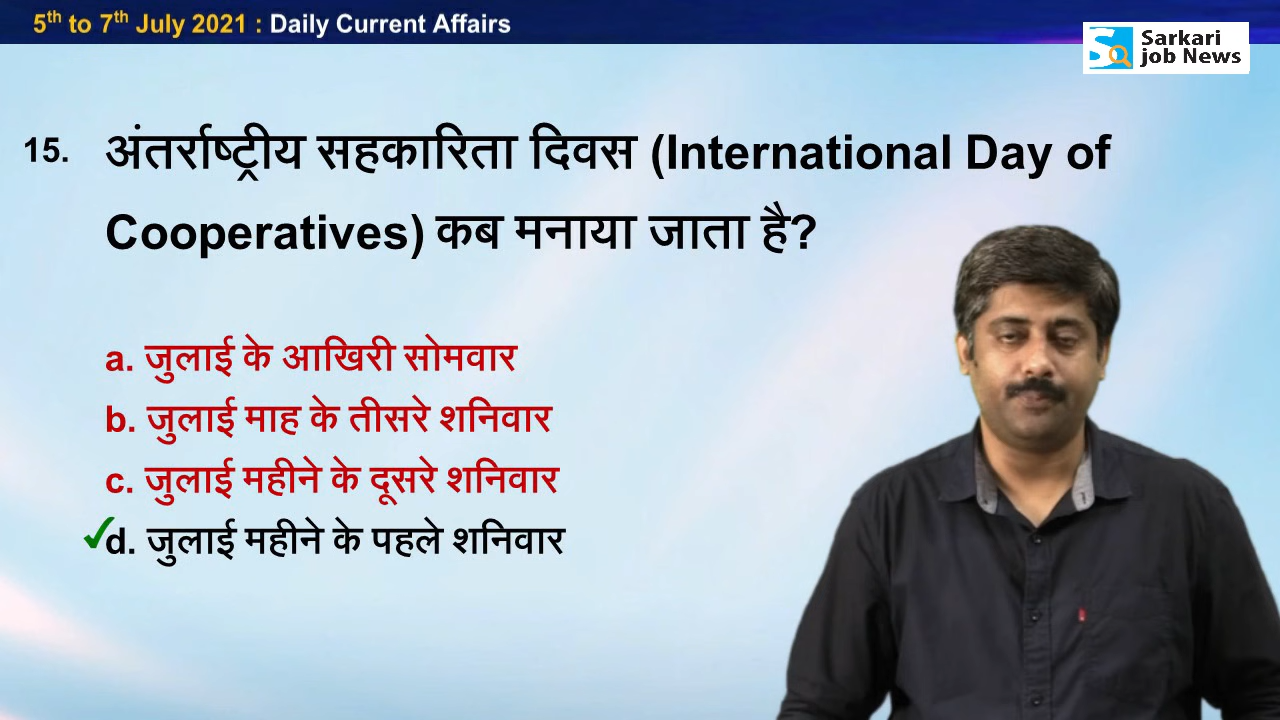 5th to 7th July 2021 : Daily Current Affairs
Sarkari
job News
15. अंतर्राष्ट्रीय सहकारिता दिवस (International Day of
Cooperatives) कब मनाया जाता है?
a. जुलाई के आखिरी सोमवार
b. जुलाई माह के तीसरे शनिवार
c. जुलाई महीने के दूसरे शनिवार
d. जुलाई महीने के पहले शनिवार